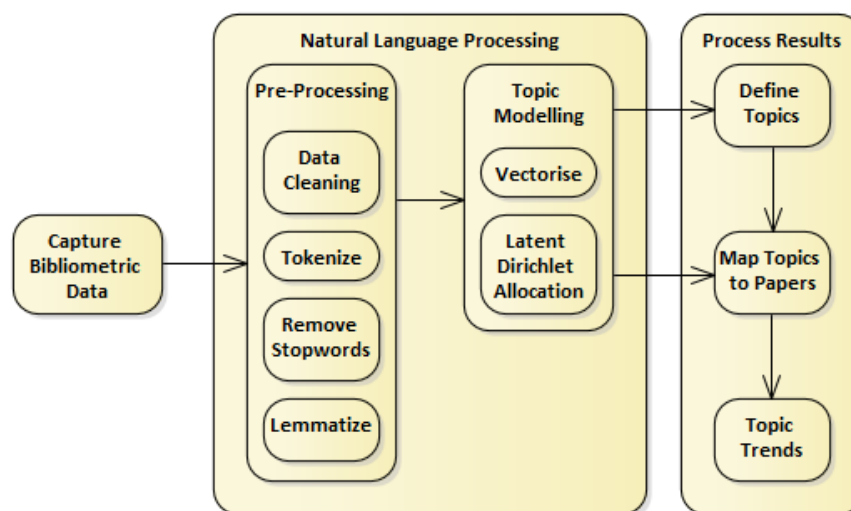 Natural Language Processing
Process Results
Pre-Processing
Topic
Modelling
Define
Topics
Data
Cleaning
Vectorise
Capture
Bibliometric
Data
Tokenize
Latent
Dirichlet
Allocation
Map Topics
to Papers
Remove
Stopwords
Lemmatize
Topic
Trends